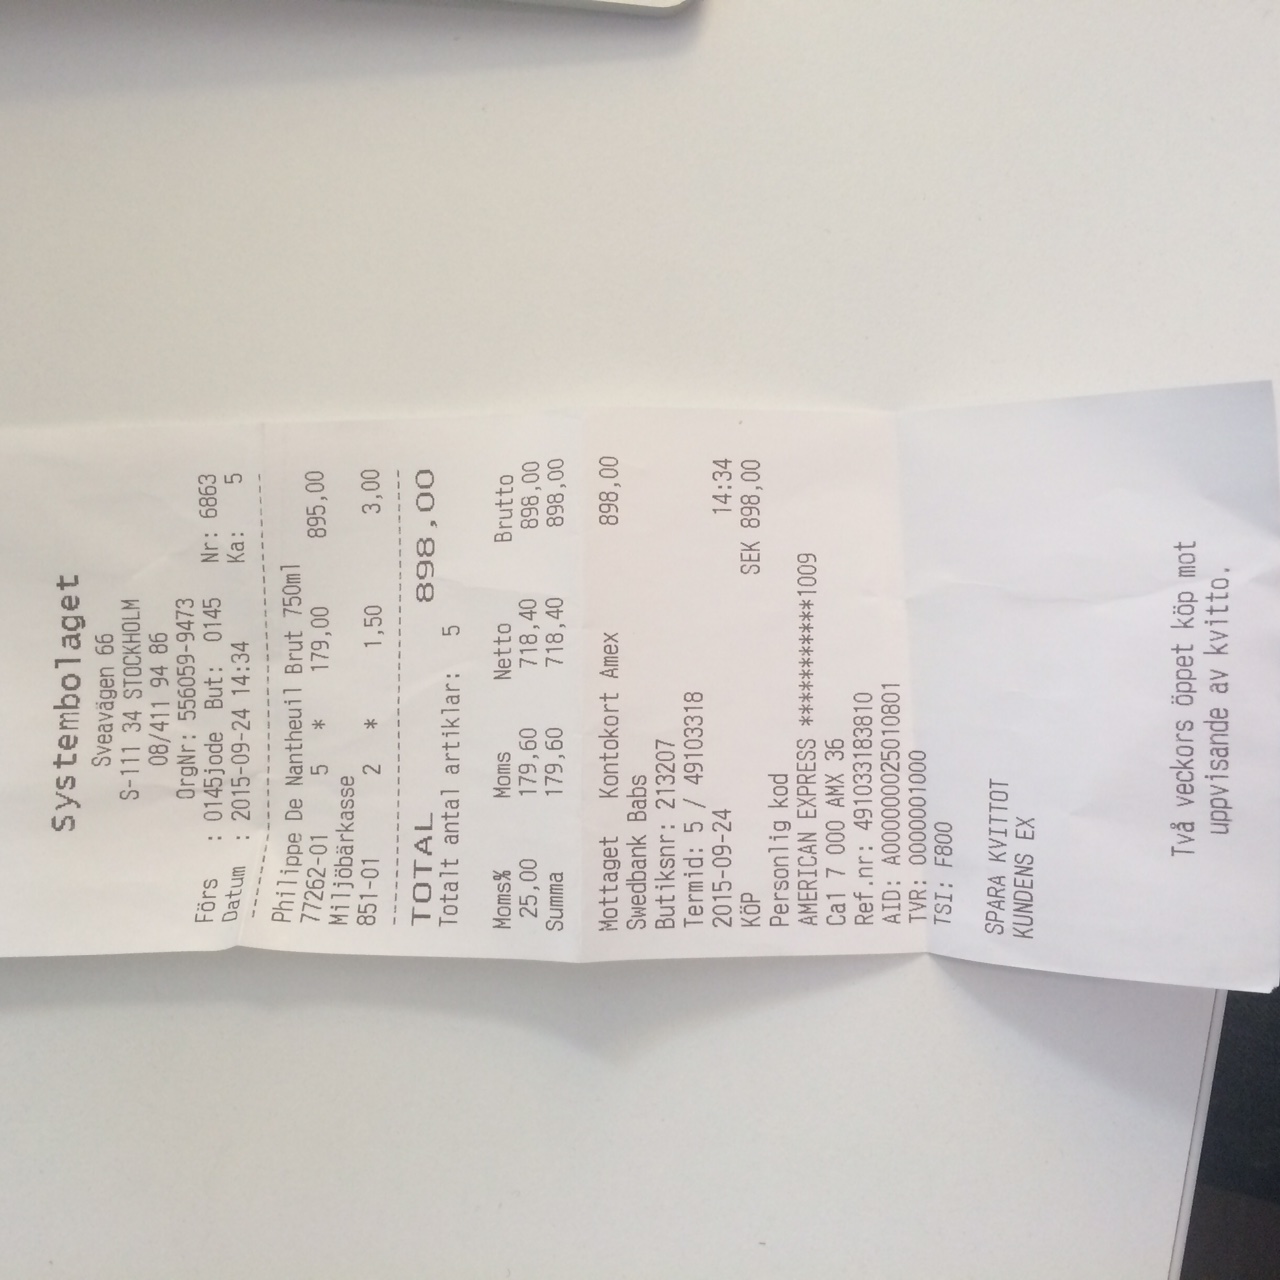 Systembolaget
Sveavägen 66
S-111 34 STOCKHOLM
08/411 94 86
OrgNr: 556059-9473
Förs : 0145jode But: 0145 Nr: 6863
Datum : 2015-09-24 14:34 Ka: 5
Philippe De Nantheuil Brut 750ml
77262-01 5 * 179,00 895,00
Miljöbärkasse
851-01 2 * 1,50 3,00
TOTAL 898,00
Totalt antal artiklar: 5
Moms% Moms Netto Brutto
25,00 179,60 718,40 898,00
Summa 179,60 718,40 898,00
Mottaget Kontokort Amex 898,00
Swedbank Babs
Butiksnr: 213207
Termid: 5 / 49103318
2015-09-24 14:34
KÖP SEK 898,00
Personlig kod
AMERICAN EXPRESS ***********1009
Ca1 7 000 AMX 36
Ref.nr: 491033183810
AID: A000000025010801
TVR: 0000001000
TSI: F800
SPARA KVITTOT
KUNDENS EX
Två veckors öppet köp mot
uppvisande av kvitto.